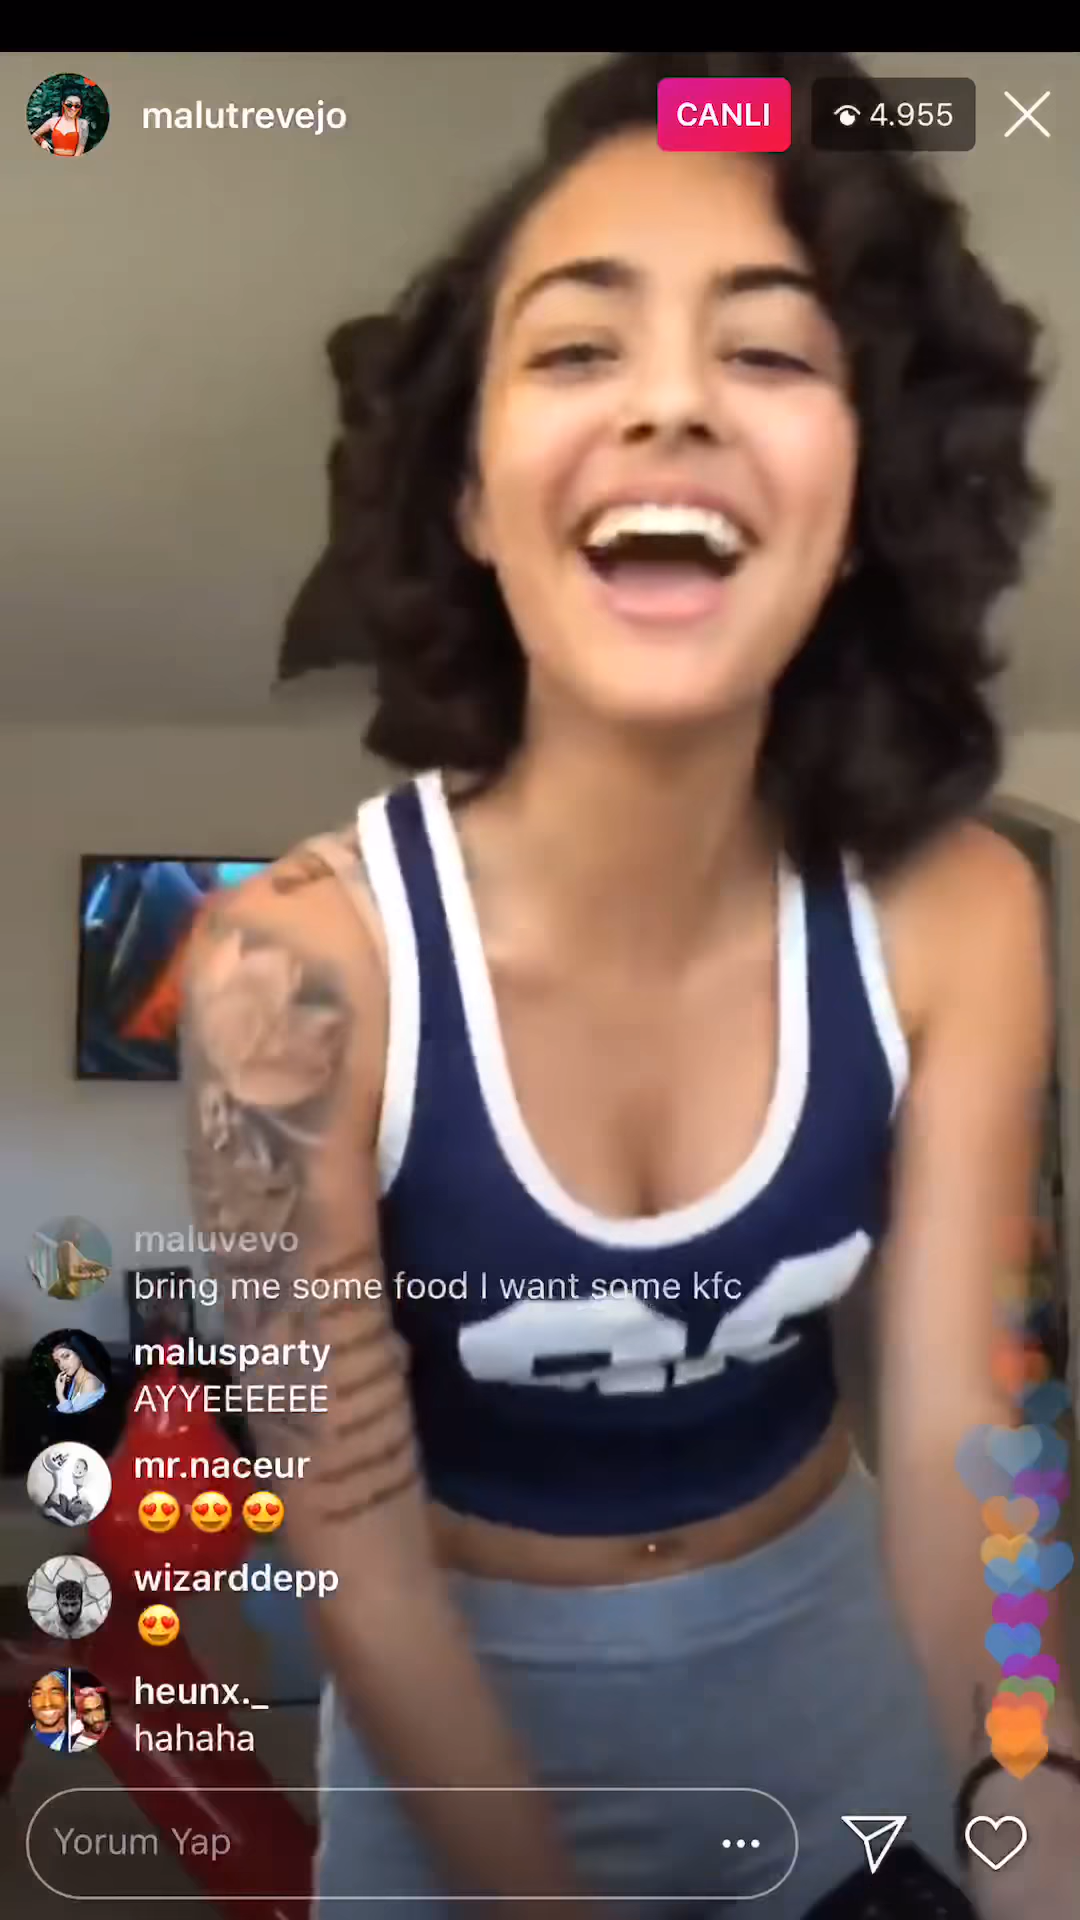 malutrevejo
CANLI
4.955
maluvevo
bring me some food I want some kfc
malusparty
AYYEEEEEE
mr.naceur
😍😍😍
wizarddepp
😍
heunx._
hahaha
Yorum Yap